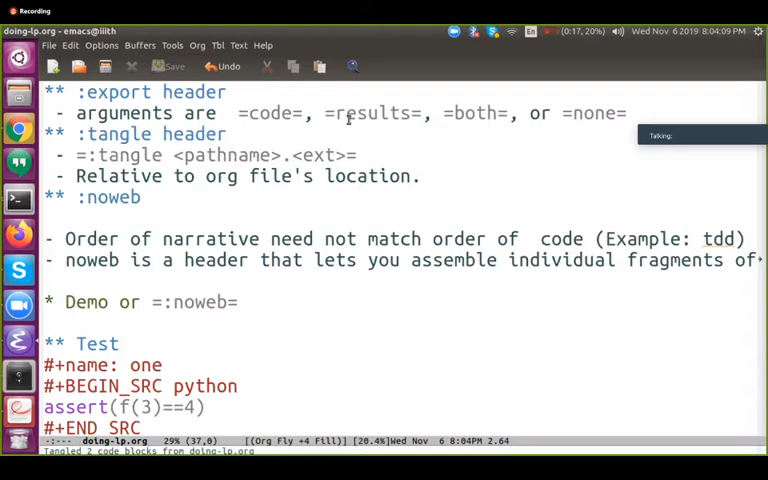 Recording
doing-lp.org - emacs@iiith
En
(0:17, 20%)
Wed Nov 6 2019 8:04:09 PM
File Edit Options Buffers Tools Org Tbl Text Help
Save Undo
** :export header
- arguments are =code=, =results=, =both=, or =none=
Talking:
** :tangle header
- =:tangle <pathname>.<ext>=
- Relative to org file's location.
** :noweb
- Order of narrative need not match order of code (Example: tdd)
- noweb is a header that lets you assemble individual fragments of
* Demo or =:noweb=
** Test
#+name: one
#+BEGIN_SRC python
assert(f(3)==4)
#+END_SRC
-:--- doing-lp.org 29% (37,0) [(Org Fly +4 Fill)] [20.4%]Wed Nov 6 8:04PM 2.64
Tangled 2 code blocks from doing-lp.org